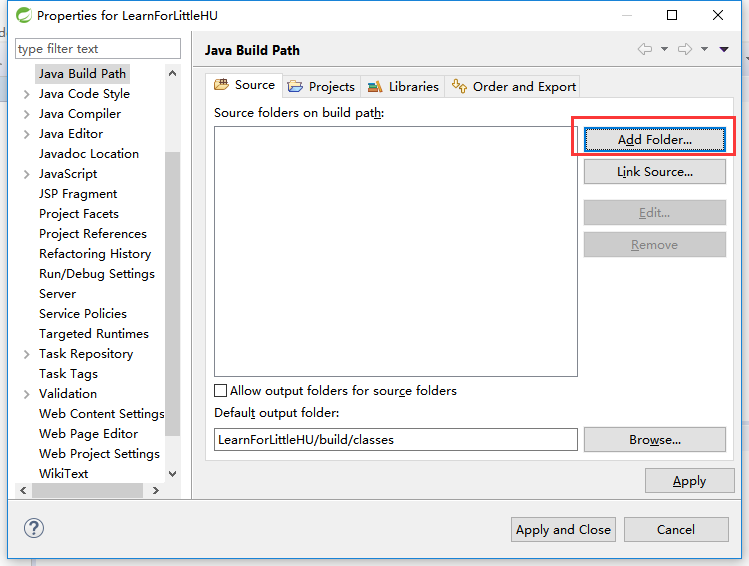 Properties for LearnForLittleHU
type filter text
Java Build Path
Java Code Style
Java Compiler
Java Editor
Javadoc Location
JavaScript
JSP Fragment
Project Facets
Project References
Refactoring History
Run/Debug Settings
Server
Service Policies
Targeted Runtimes
Task Repository
Task Tags
Validation
Web Content Settings
Web Page Editor
Web Project Settings
WikiText
Java Build Path
Source
Projects
Libraries
Order and Export
Source folders on build path:
Add Folder...
Link Source...
Edit...
Remove
Allow output folders for source folders
Default output folder:
LearnForLittleHU/build/classes
Browse...
Apply
Apply and Close
Cancel